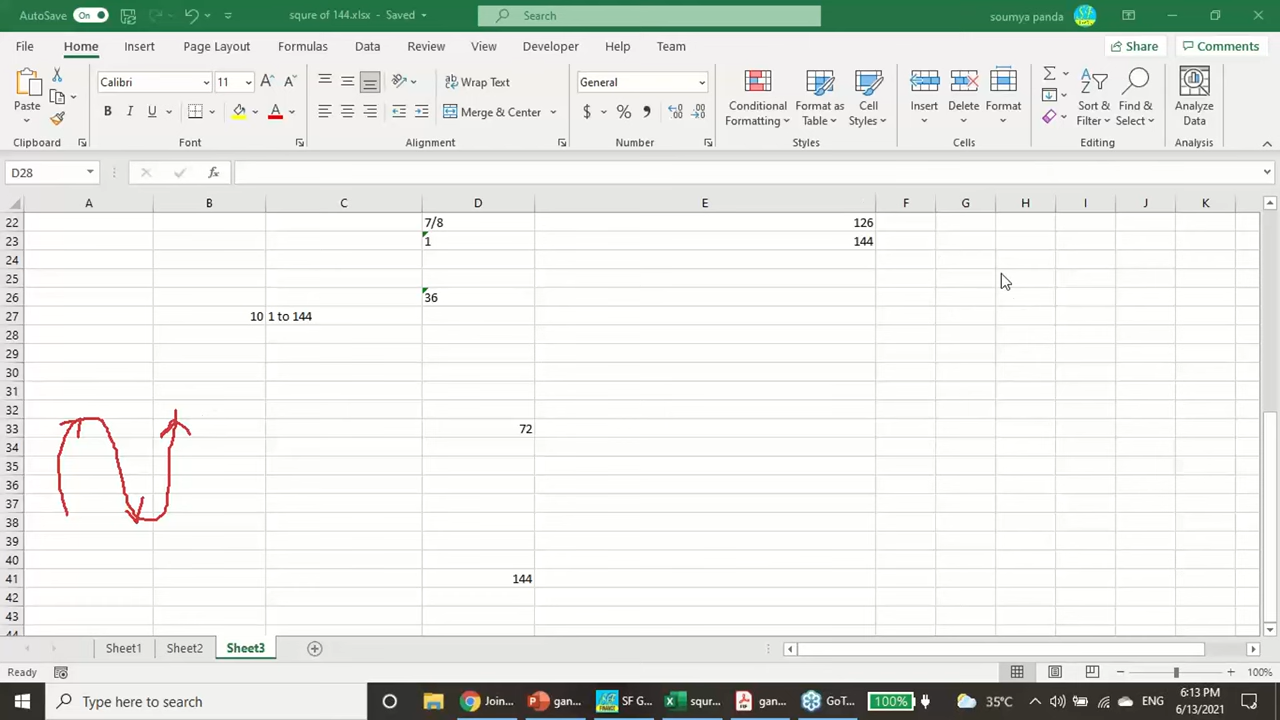 AutoSave On squre of 144.xlsx - Saved Search soumya panda
File Home Insert Page Layout Formulas Data Review View Developer Help Team Share Comments
Paste Calibri 11 Wrap Text General Conditional Formatting Format as Table Cell Styles Insert Delete Format Sort & Filter Find & Select Analyze Data
B I U Merge & Center $ %
Clipboard Font Alignment Number Styles Cells Editing Analysis
D28 fx
A B C D E F G H I J K
22 7/8 126
23 1 144
24
25
26 36
27 10 1 to 144
28
29
30
31
32
33 72
34
35
36
37
38
39
40
41 144
42
43
44
Sheet1 Sheet2 Sheet3
Ready 100%
Type here to search Join... gan... SF G... squr... gan... GoT... 100% 35°C ENG 6:13 PM
6/13/2021